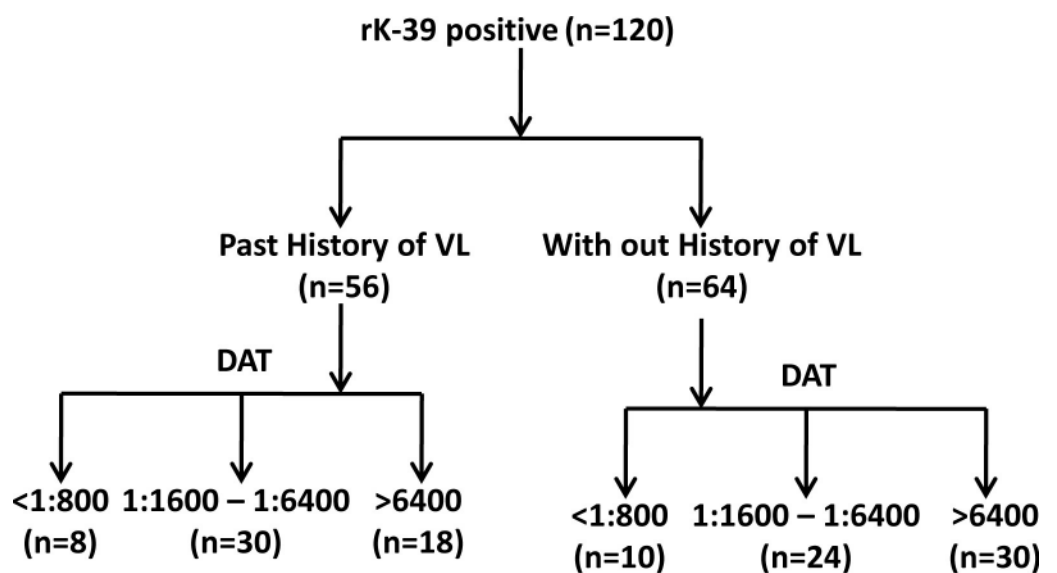 rK-39 positive (n=120)
Past History of VL
(n=56)
With out History of VL
(n=64)
DAT
<1:800 1:1600 – 1:6400 >6400
(n=8) (n=30) (n=18)
DAT
<1:800 1:1600 – 1:6400 >6400
(n=10) (n=24) (n=30)